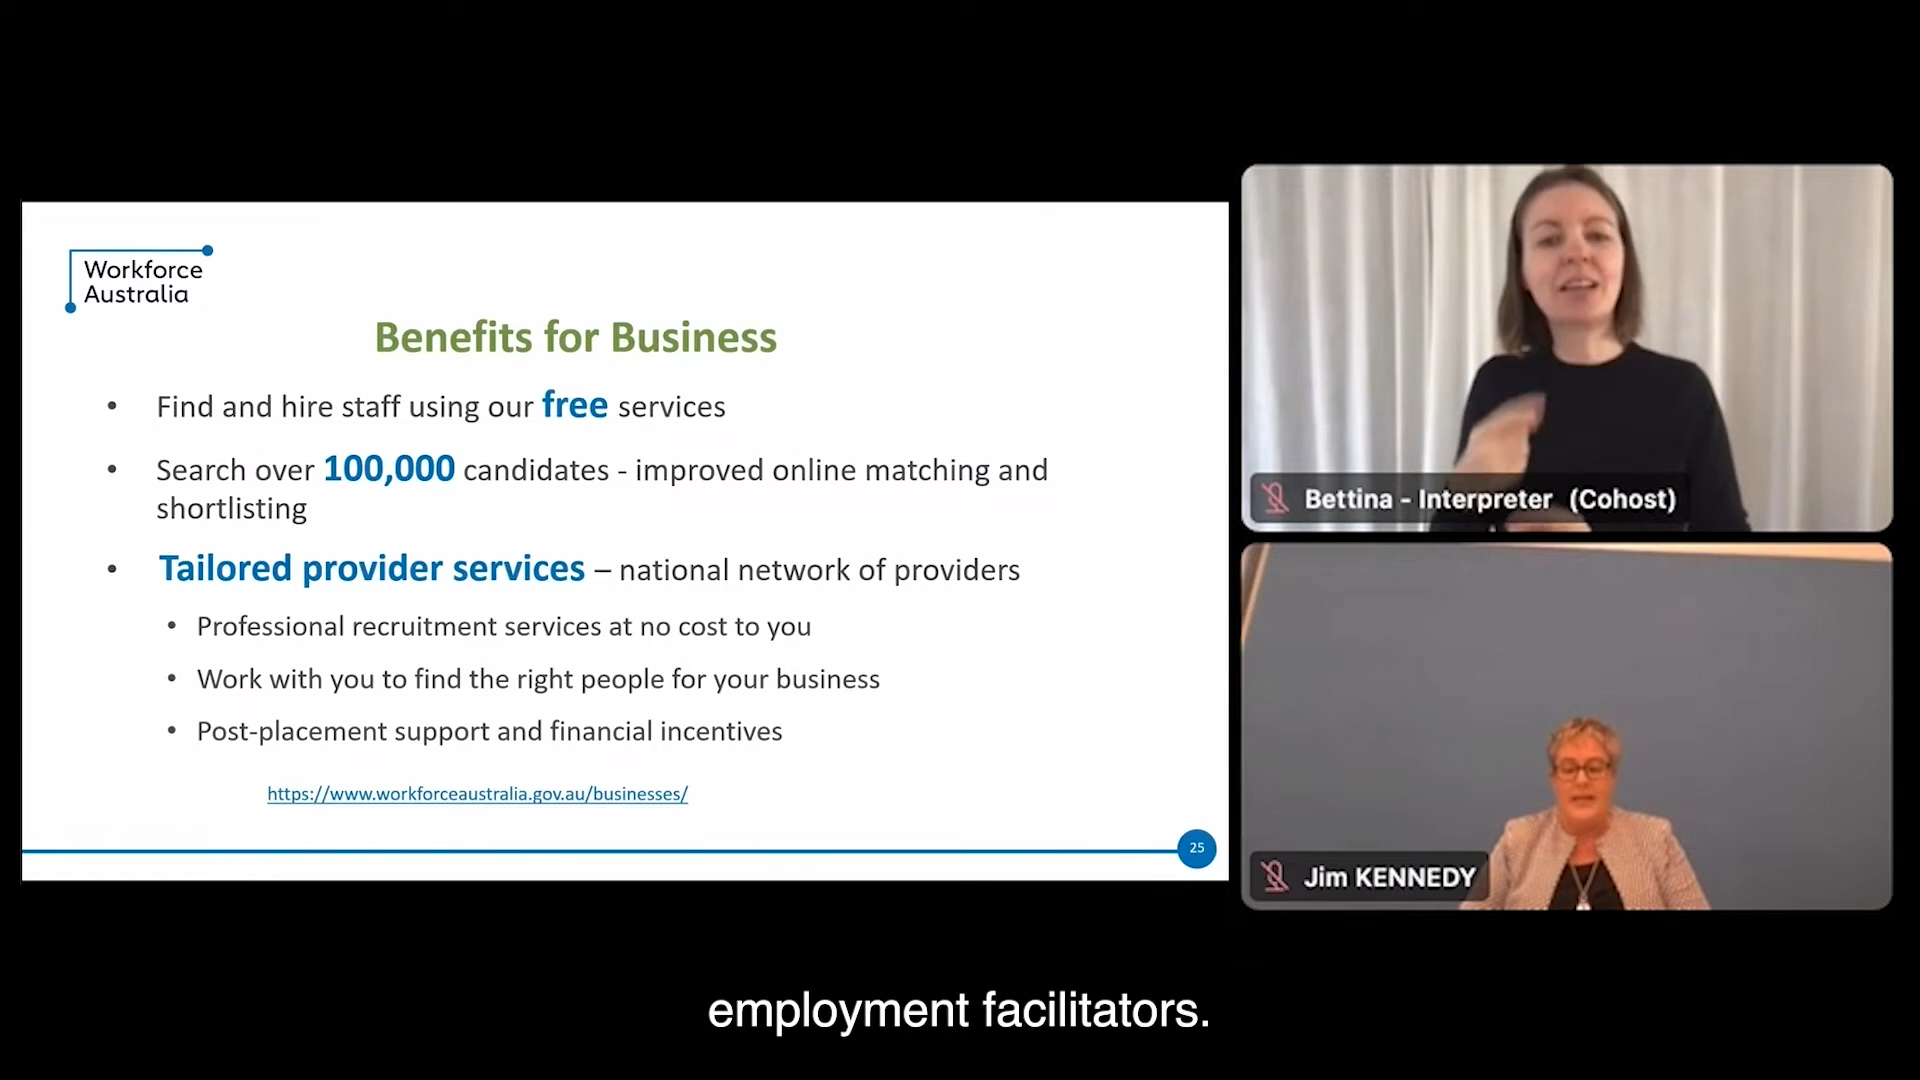 Workforce
Australia
Benefits for Business
• Find and hire staff using our free services
• Search over 100,000 candidates - improved online matching and
shortlisting
• Tailored provider services – national network of providers
• Professional recruitment services at no cost to you
• Work with you to find the right people for your business
• Post-placement support and financial incentives
https://www.workforceaustralia.gov.au/businesses/
25
Bettina - Interpreter (Cohost)
Jim KENNEDY
employment facilitators.